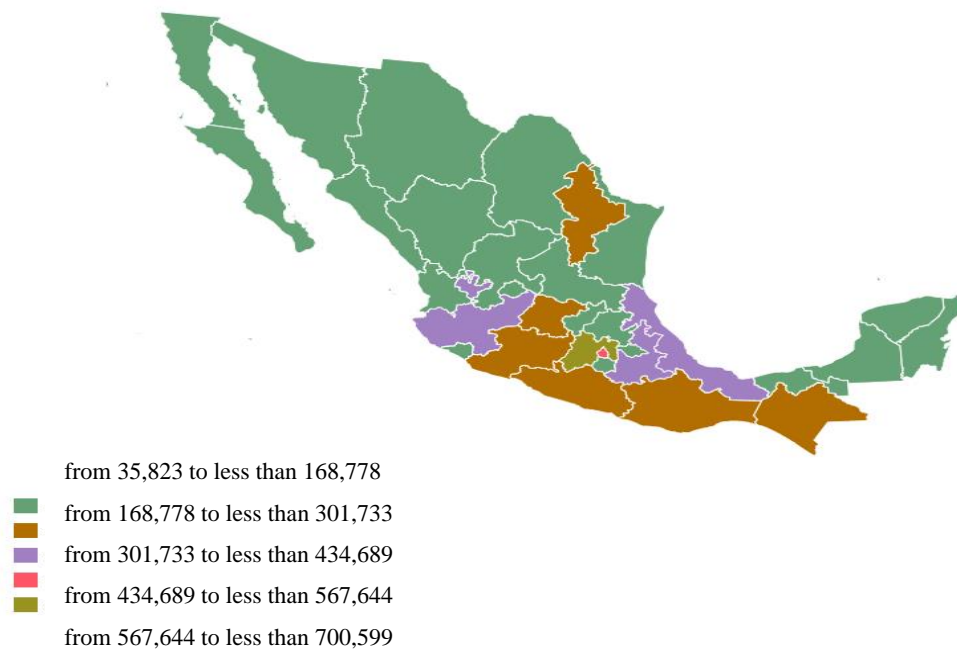 from 35,823 to less than 168,778
from 168,778 to less than 301,733
from 301,733 to less than 434,689
from 434,689 to less than 567,644
from 567,644 to less than 700,599